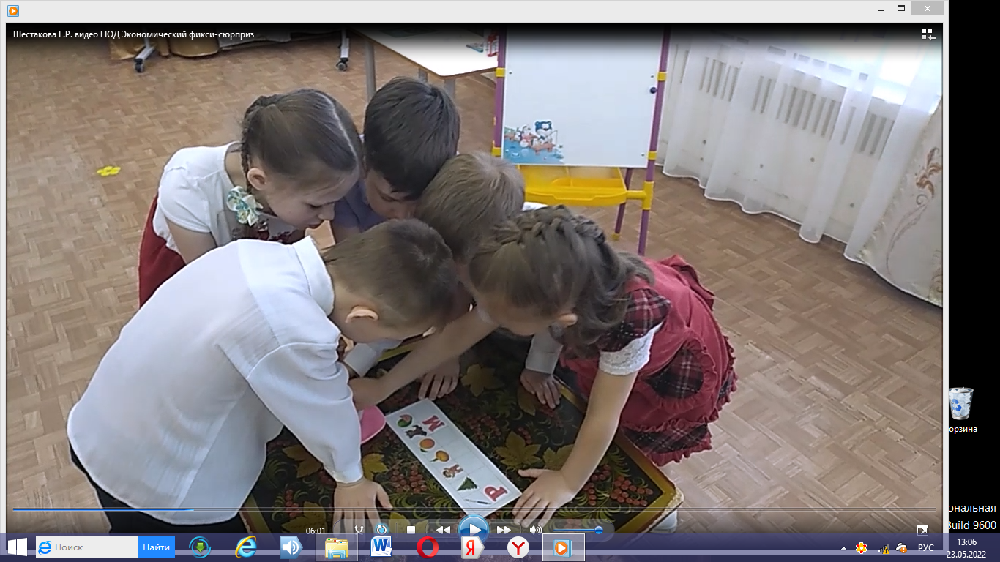 Шестакова Е.Р. видео НОД Экономический фикси-сюрприз
М
Р
орзина
06:01
ональная
Build 9600
Поиск
Найти
РУС
13:06
23.05.2022